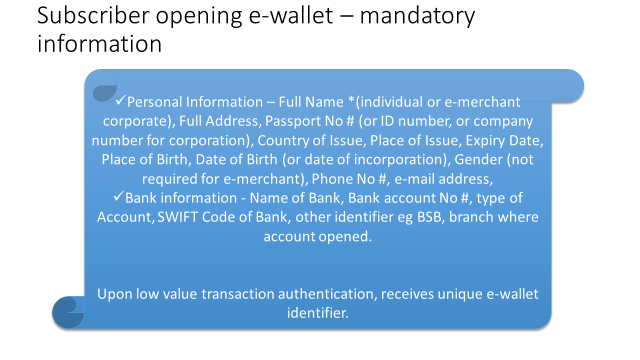 Subscriber opening e-wallet – mandatory
information
✓Personal Information – Full Name *(individual or e-merchant
corporate), Full Address, Passport No # (or ID number, or company
number for corporation), Country of Issue, Place of Issue, Expiry Date,
Place of Birth, Date of Birth (or date of incorporation), Gender (not
required for e-merchant), Phone No #, e-mail address,
✓Bank information - Name of Bank, Bank account No #, type of
Account, SWIFT Code of Bank, other identifier eg BSB, branch where
account opened.
Upon low value transaction authentication, receives unique e-wallet
identifier.